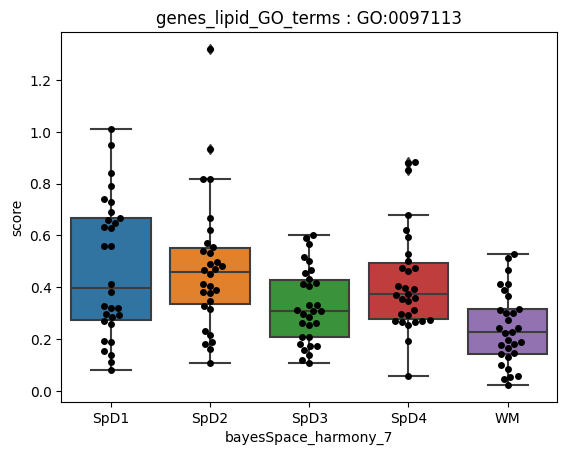 genes_lipid_GO_terms : GO:0097113
score
1.2
1.0
0.8
0.6
0.4
0.2
0.0
SpD1 SpD2 SpD3 SpD4 WM
bayesSpace_harmony_7